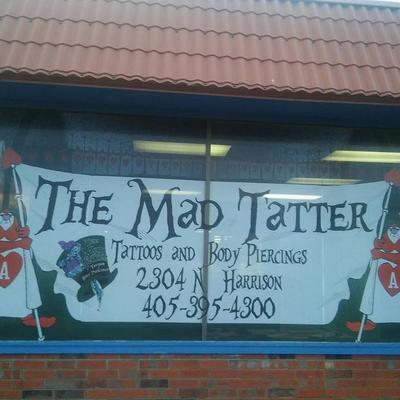 The Mad Tatter
Tattoos and Body Piercings
2304 N Harrison
405-395-4300
A
A